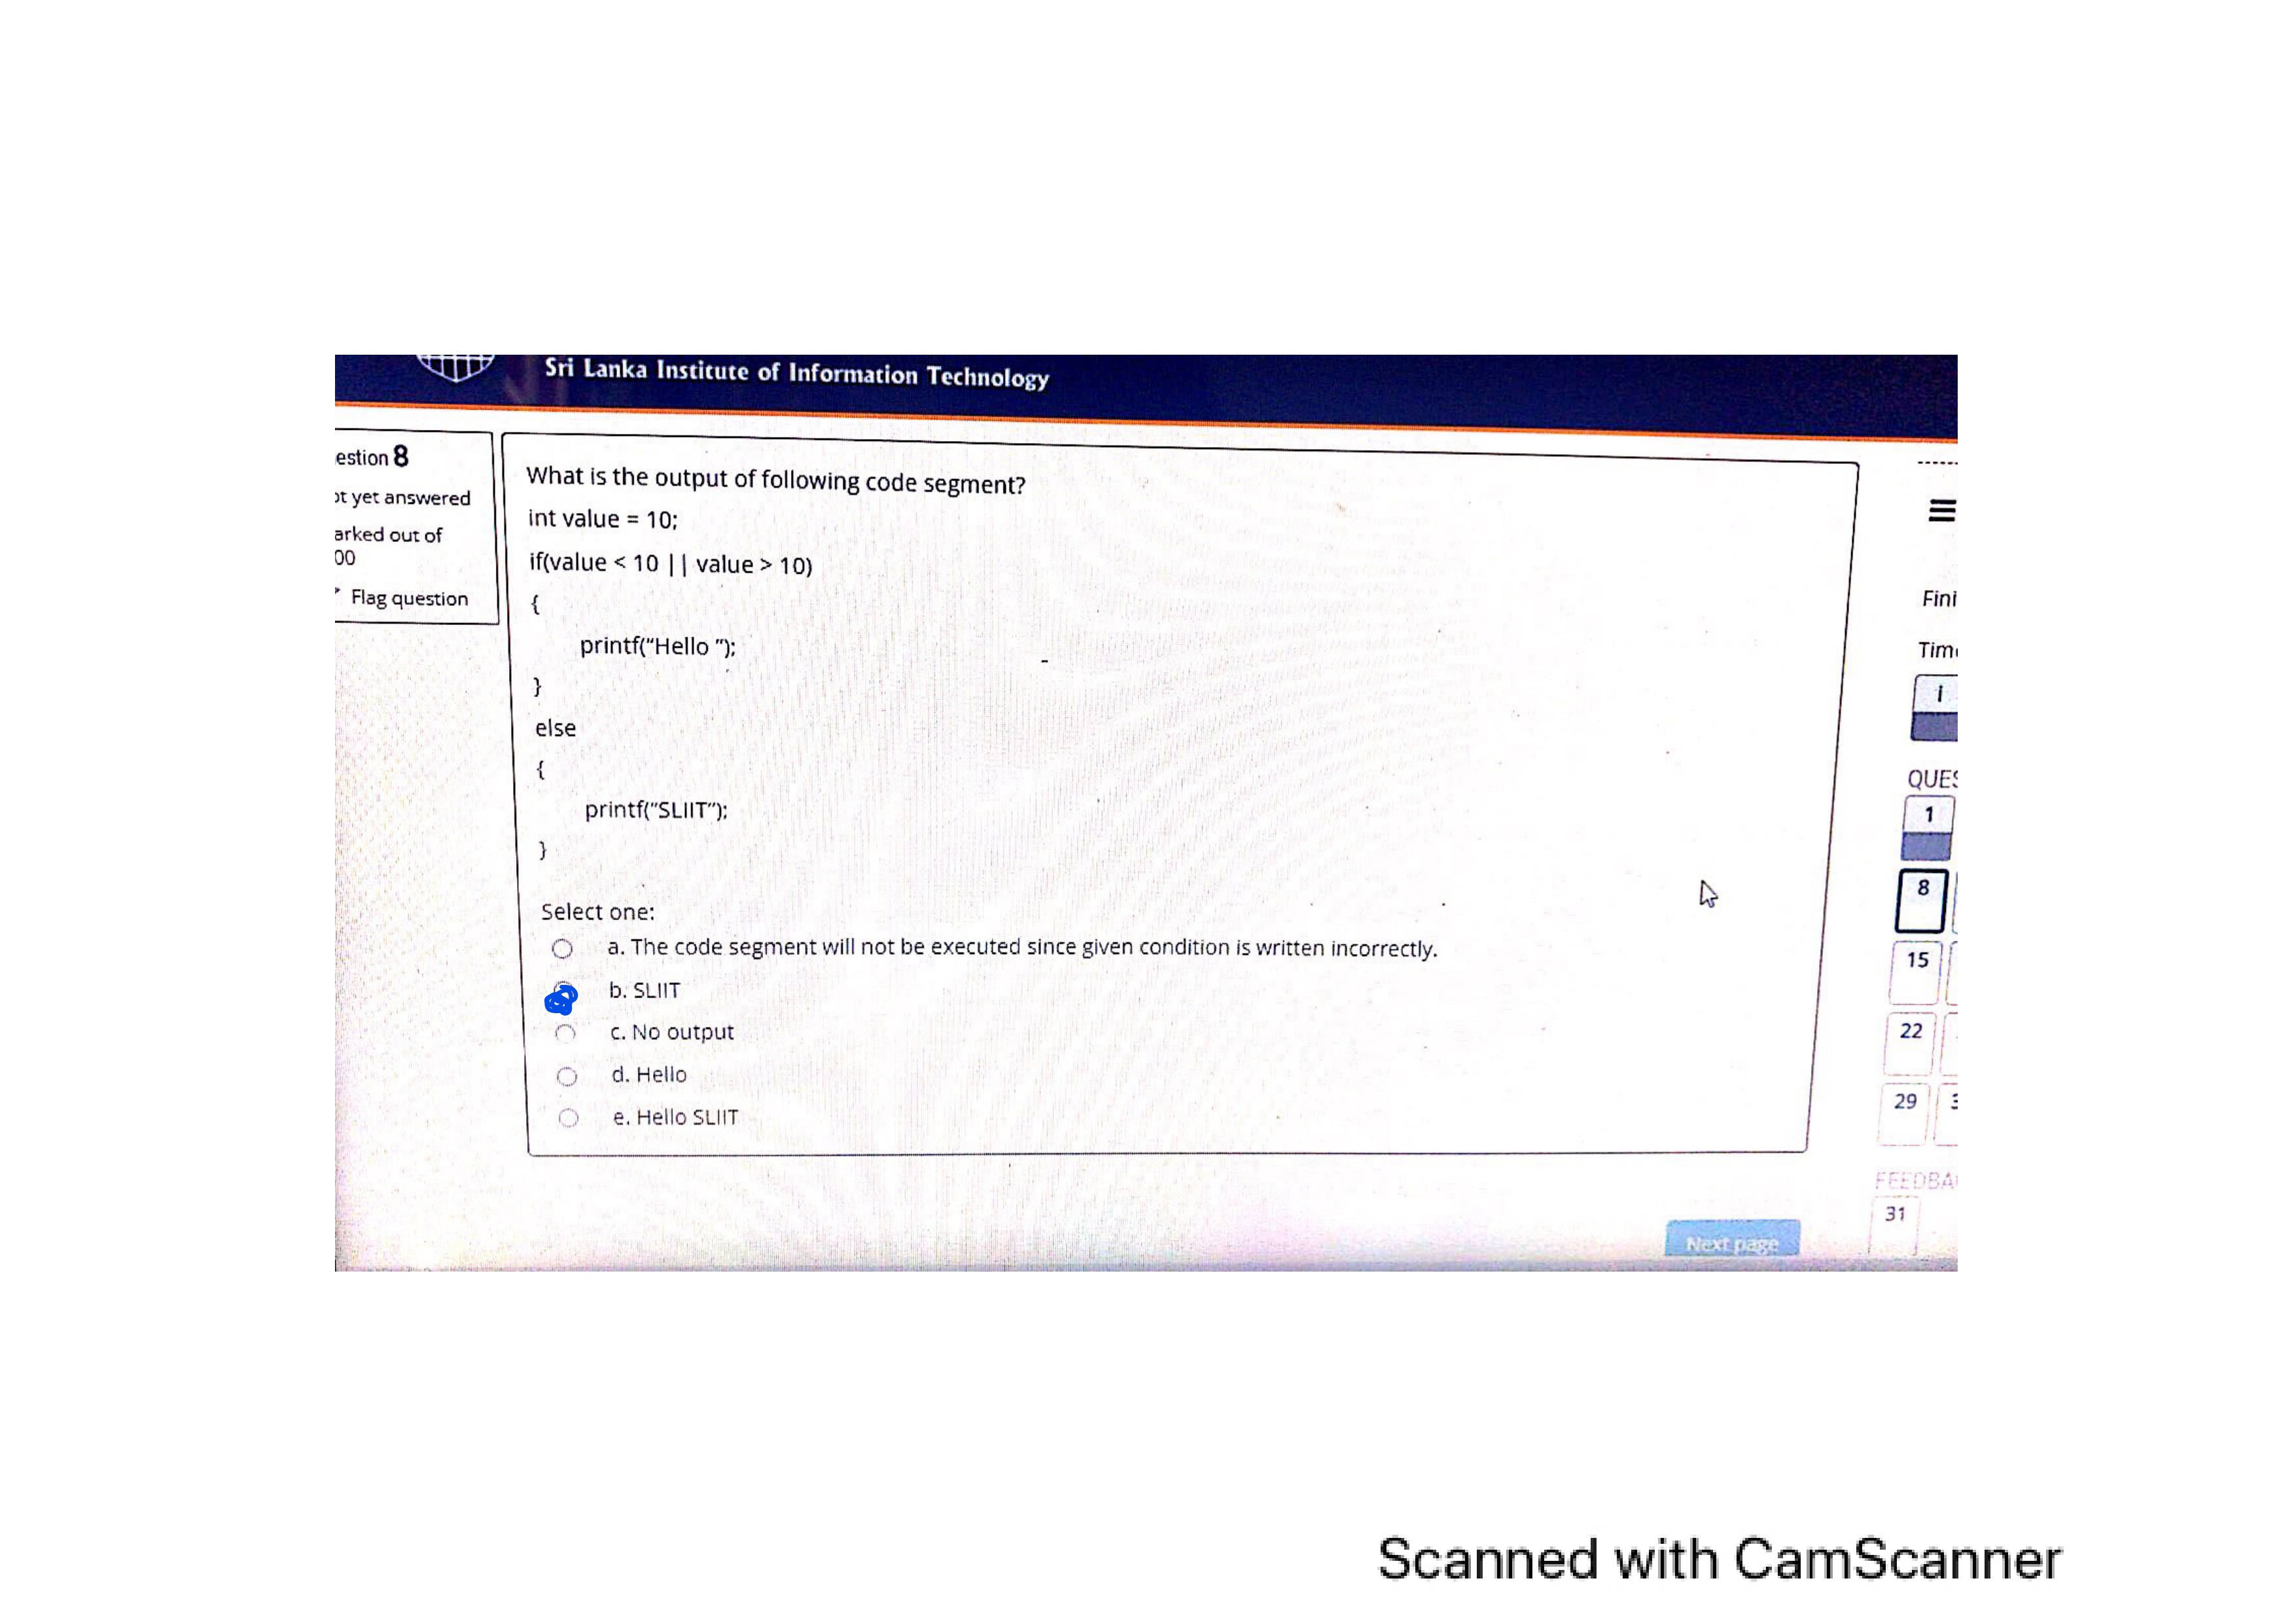 Sri Lanka Institute of Information Technology
estion 8
ot yet answered
arked out of
00
Flag question
What is the output of following code segment?
int value = 10;
if(value < 10 || value > 10)
{
printf("Hello ");
}
else
{
printf("SLIIT");
}
Select one:
a. The code segment will not be executed since given condition is written incorrectly.
b. SLIIT
c. No output
d. Hello
e. Hello SLIIT
Next page
Fini
Tim
i
QUES
1
8
15
22
29
FEEDBA
31
Scanned with CamScanner